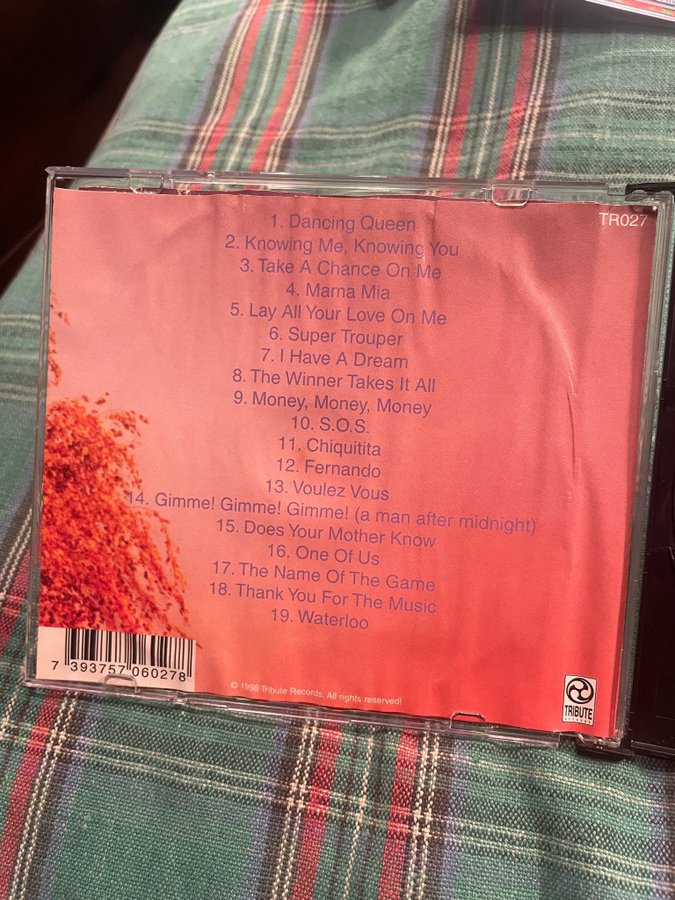 TR027
1. Dancing Queen
2. Knowing Me, Knowing You
3. Take A Chance On Me
4. Mama Mia
5. Lay All Your Love On Me
6. Super Trouper
7. I Have A Dream
8. The Winner Takes It All
9. Money, Money, Money
10. S.O.S.
11. Chiquitita
12. Fernando
13. Voulez Vous
14. Gimme! Gimme! Gimme! (a man after midnight)
15. Does Your Mother Know
16. One Of Us
17. The Name Of The Game
18. Thank You For The Music
19. Waterloo
7 393757 060278
© 1998 Tribute Records. All rights reserved!
TRIBUTE